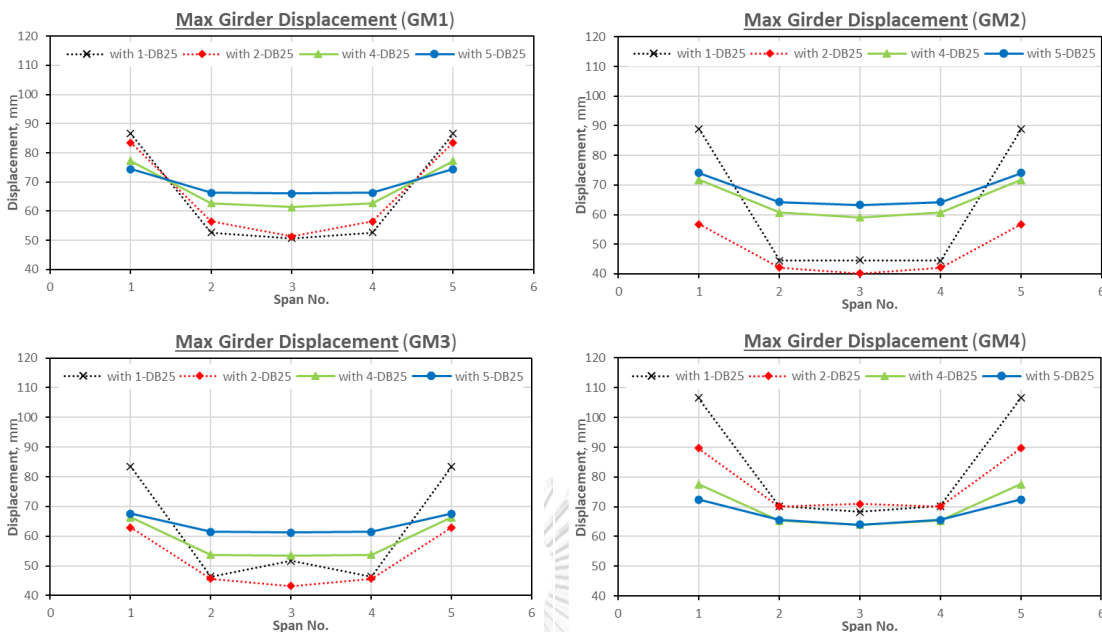 Max Girder Displacement (GM1)
120
110
100
90
80
70
60
50
40
0
1
2
3
4
5
6
Displacement, mm
Span No.
with 1-DB25
with 2-DB25
with 4-DB25
with 5-DB25
Max Girder Displacement (GM2)
120
110
100
90
80
70
60
50
40
0
1
2
3
4
5
6
Displacement, mm
Span No.
with 1-DB25
with 2-DB25
with 4-DB25
with 5-DB25
Max Girder Displacement (GM3)
120
110
100
90
80
70
60
50
40
0
1
2
3
4
5
6
Displacement, mm
Span No.
with 1-DB25
with 2-DB25
with 4-DB25
with 5-DB25
Max Girder Displacement (GM4)
120
110
100
90
80
70
60
50
40
0
1
2
3
4
5
6
Displacement, mm
Span No.
with 1-DB25
with 2-DB25
with 4-DB25
with 5-DB25